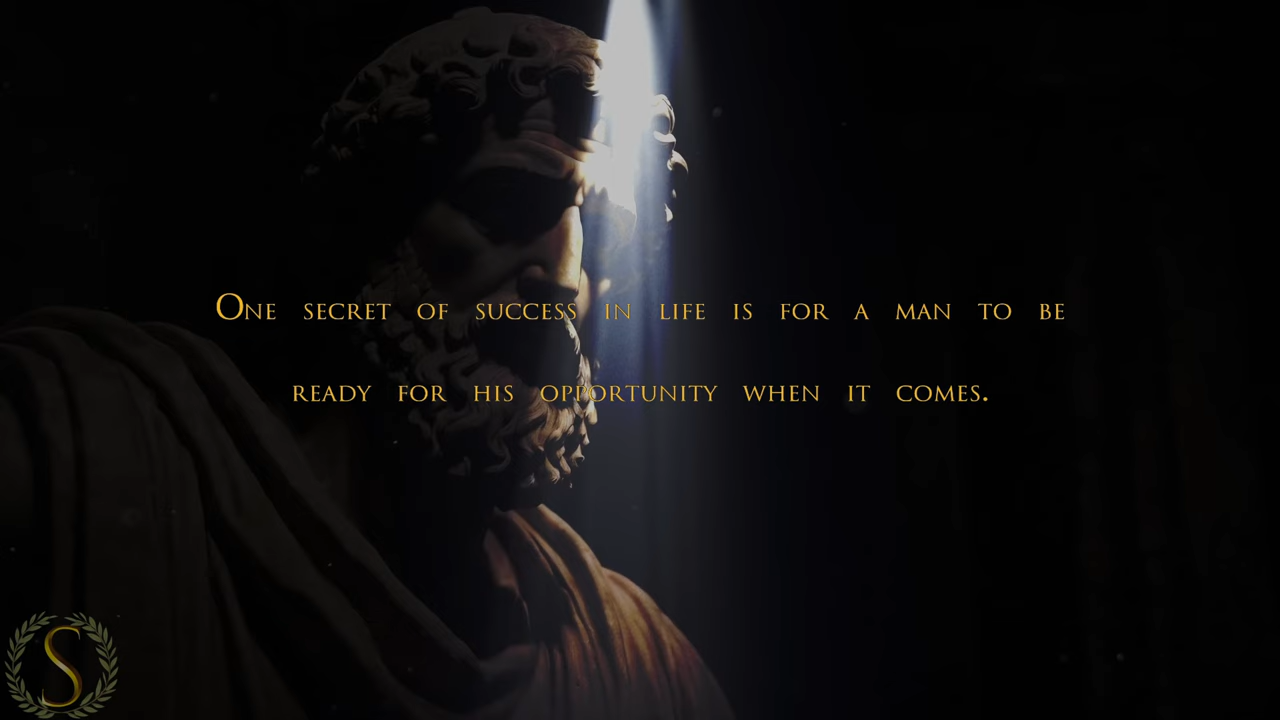 One secret of success in life is for a man to be
ready for his opportunity when it comes.
S